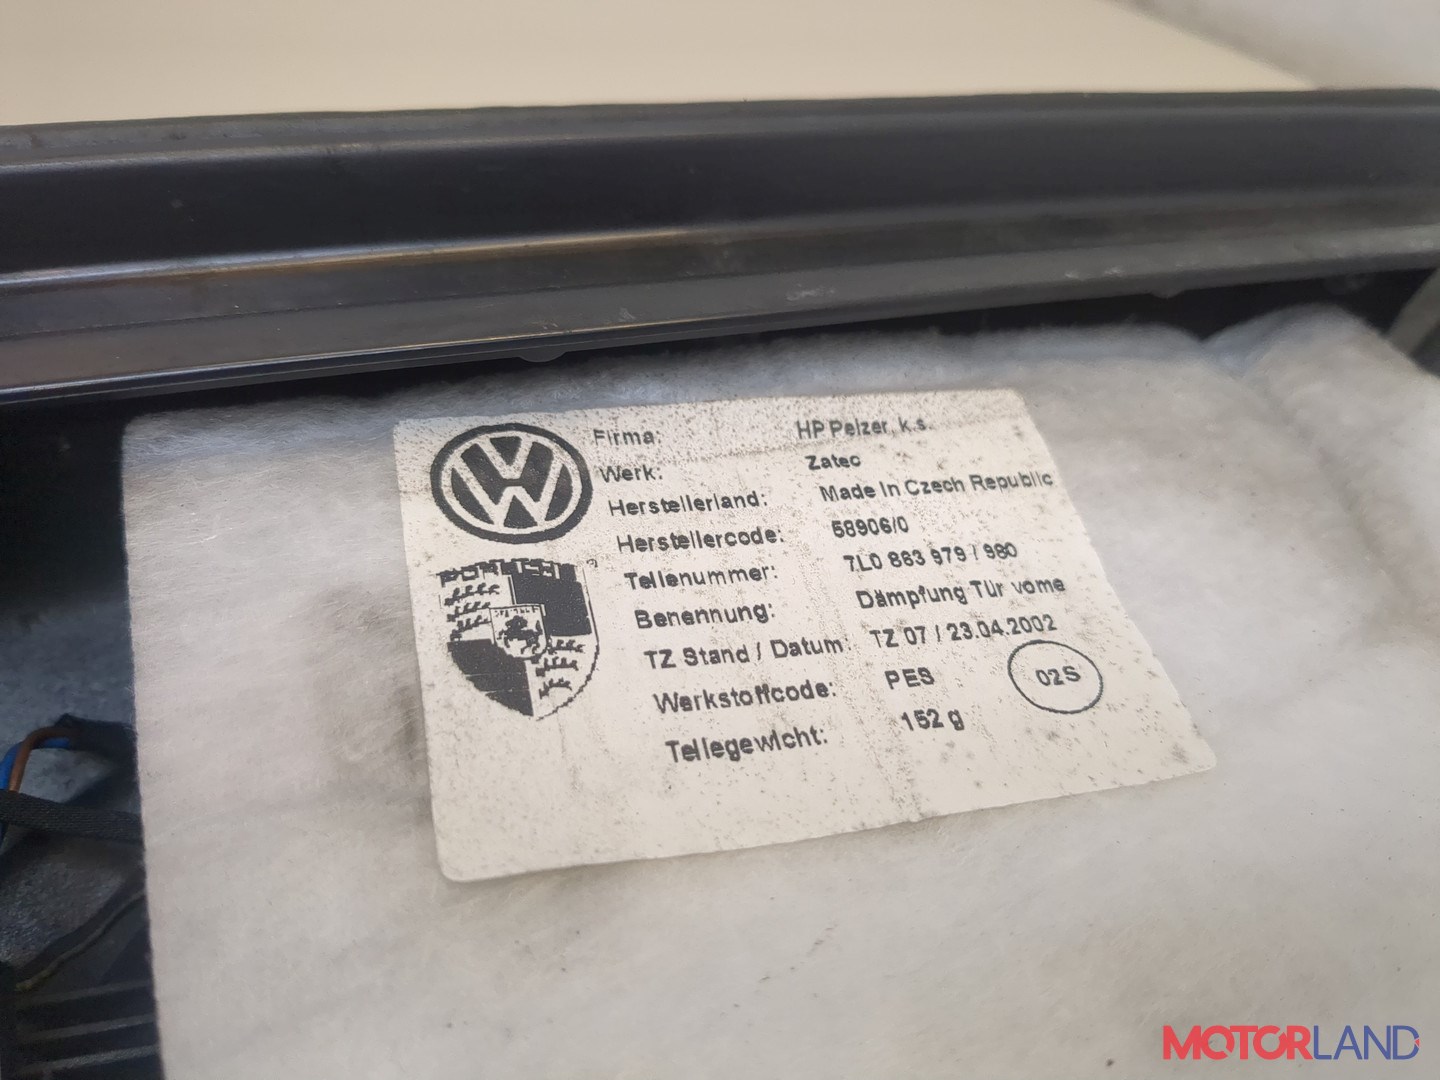 Firma: HP Pelzer k.s.
Werk: Zatec
Herstellerland: Made In Czech Republic
Herstellercode: 58906/0
Teilenummer: 7L0 863 979 / 980
Benennung: Dämpfung Tür vorne
TZ Stand / Datum: TZ 07 / 23.04.2002
Werkstoffcode: PES
02S
Teilegewicht: 152 g
MOTORLAND